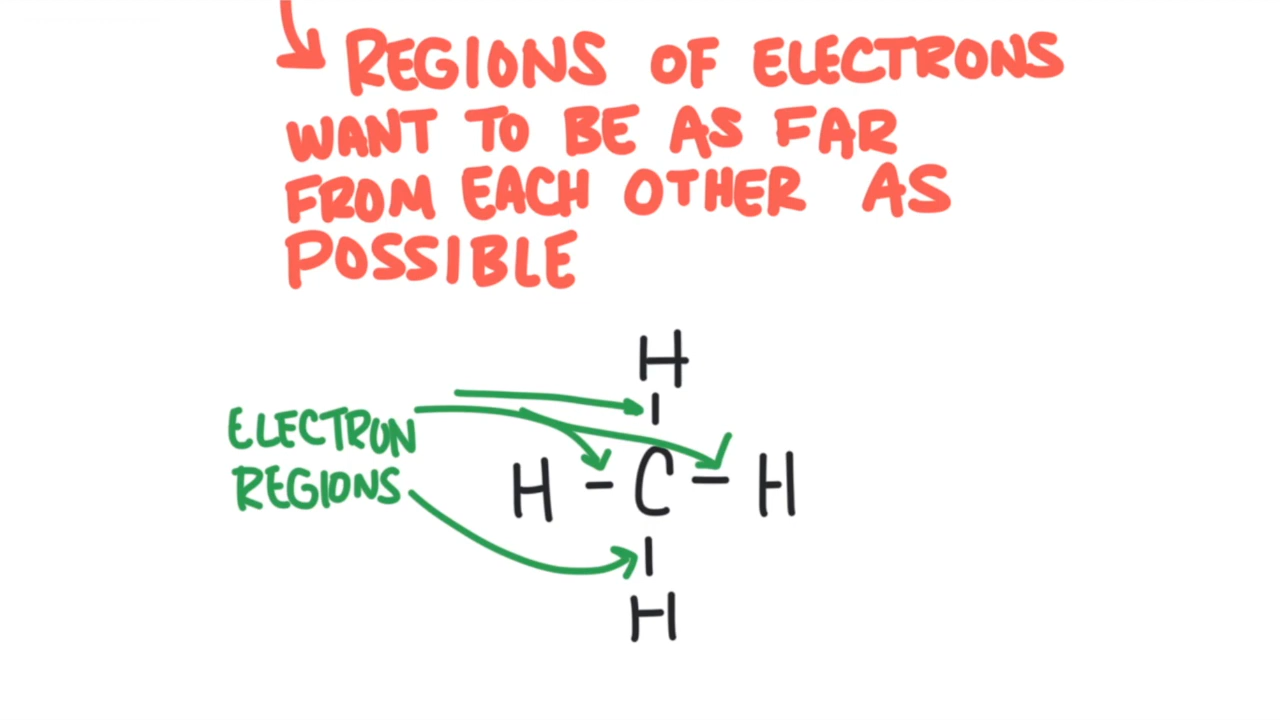 REGIONS OF ELECTRONS
WANT TO BE AS FAR
FROM EACH OTHER AS
POSSIBLE
H
ELECTRON
REGIONS
H - C - H
H